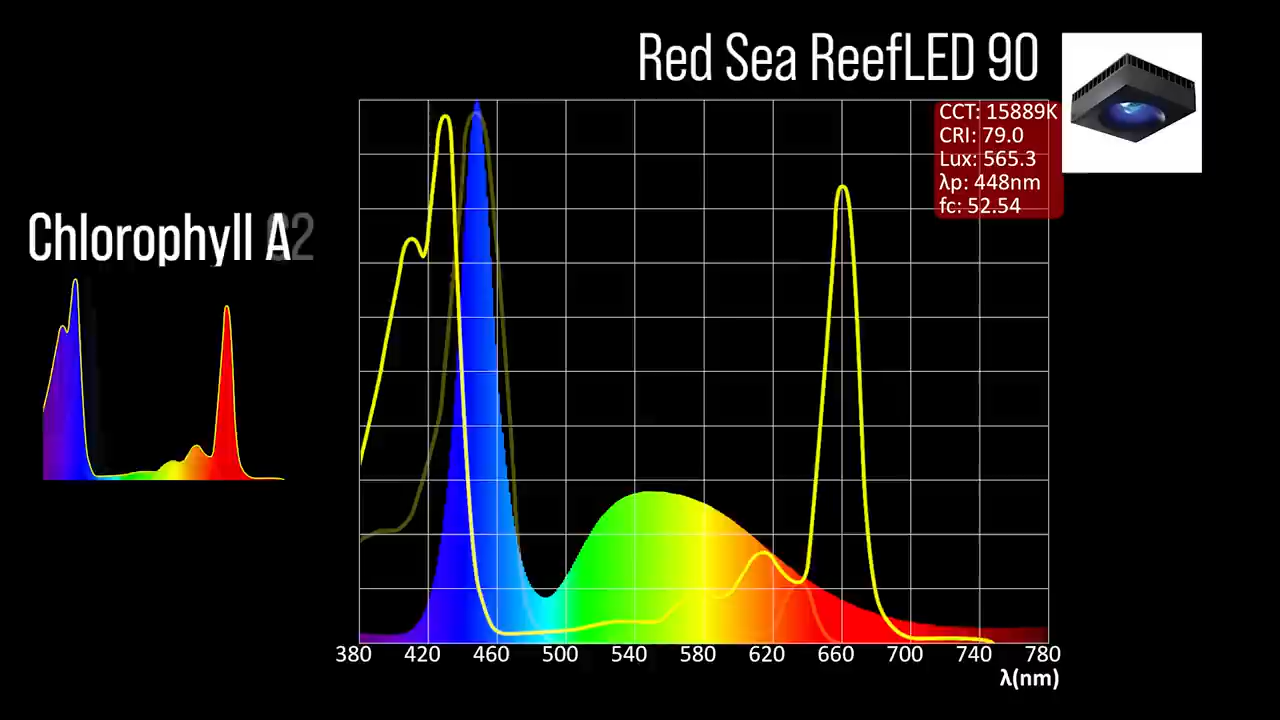 Red Sea ReefLED 90
CCT: 15889K
CRI: 79.0
Lux: 565.3
λp: 448nm
fc: 52.54
Chlorophyll A
380 420 460 500 540 580 620 660 700 740 780
λ(nm)